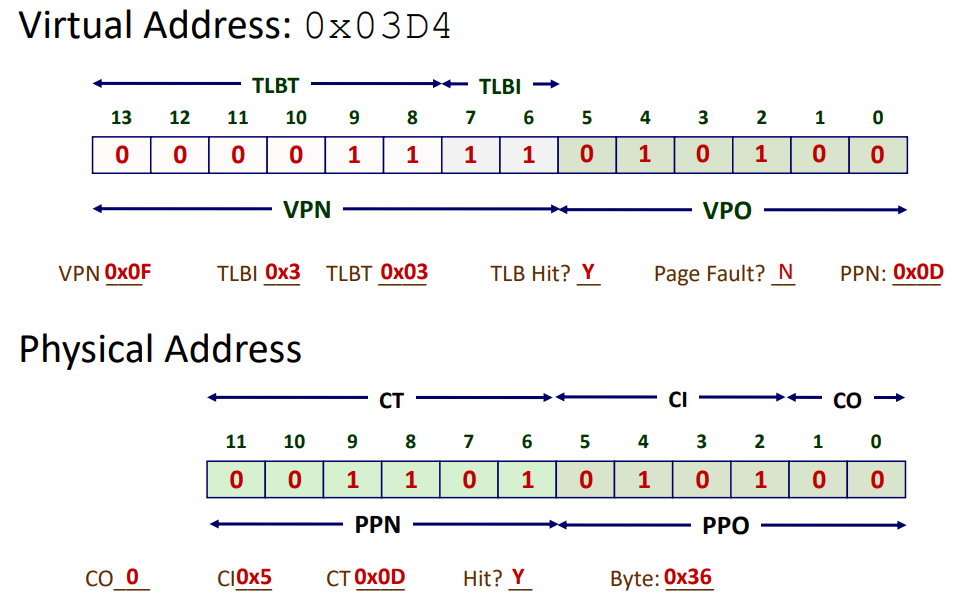 Virtual Address: 0x03D4
TLBT TLBI
13 12 11 10 9 8 7 6 5 4 3 2 1 0
0 0 0 0 1 1 1 1 0 1 0 1 0 0
VPN VPO
VPN 0x0F TLBI 0x3 TLBT 0x03 TLB Hit? Y Page Fault? N PPN: 0x0D
Physical Address
CT CI CO
11 10 9 8 7 6 5 4 3 2 1 0
0 0 1 1 0 1 0 1 0 1 0 0
PPN PPO
CO 0 CI 0x5 CT 0x0D Hit? Y Byte: 0x36